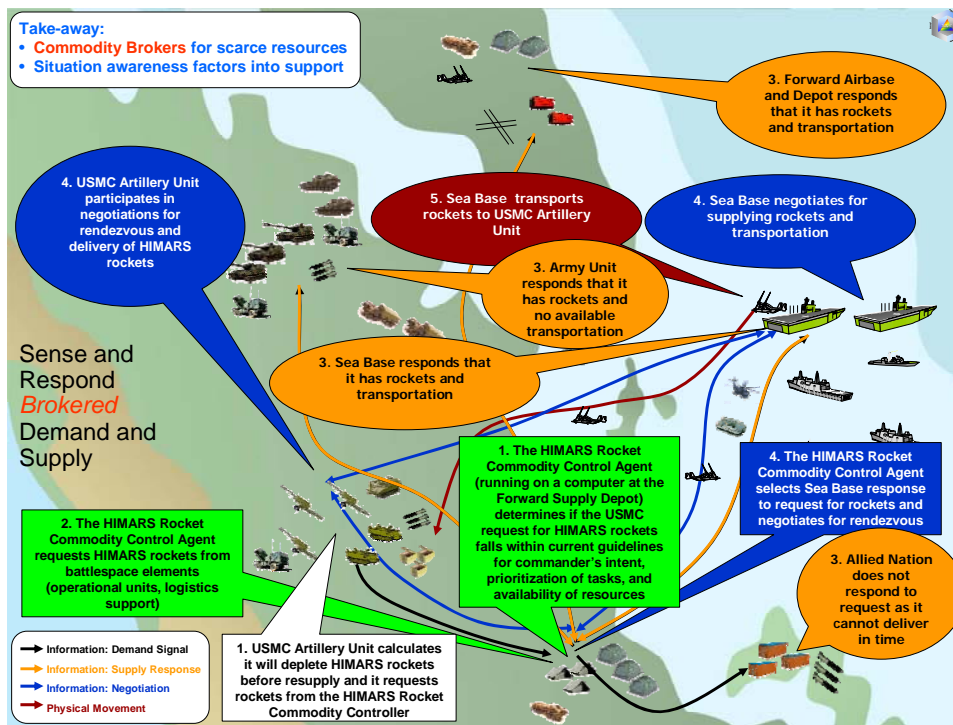 Take-away:
• Commodity Brokers for scarce resources
• Situation awareness factors into support
3. Forward Airbase
and Depot responds
that it has rockets
and transportation
4. USMC Artillery Unit
participates in
negotiations for
rendezvous and
delivery of HIMARS
rockets
5. Sea Base transports
rockets to USMC Artillery
Unit
4. Sea Base negotiates for
supplying rockets and
transportation
3. Army Unit
responds that it
has rockets and
no available
transportation
3. Sea Base responds that
it has rockets and
transportation
Sense and
Respond
Brokered
Demand and
Supply
1. The HIMARS Rocket
Commodity Control Agent
(running on a computer at the
Forward Supply Depot)
determines if the USMC
request for HIMARS rockets
falls within current guidelines
for commander's intent,
prioritization of tasks, and
availability of resources
4. The HIMARS Rocket
Commodity Control Agent
selects Sea Base response
to request for rockets and
negotiates for rendezvous
2. The HIMARS Rocket
Commodity Control Agent
requests HIMARS rockets from
battlespace elements
(operational units, logistics
support)
3. Allied Nation
does not
respond to
request as it
cannot deliver
in time
Information: Demand Signal
Information: Supply Response
Information: Negotiation
Physical Movement
1. USMC Artillery Unit calculates
it will deplete HIMARS rockets
before resupply and it requests
rockets from the HIMARS Rocket
Commodity Controller